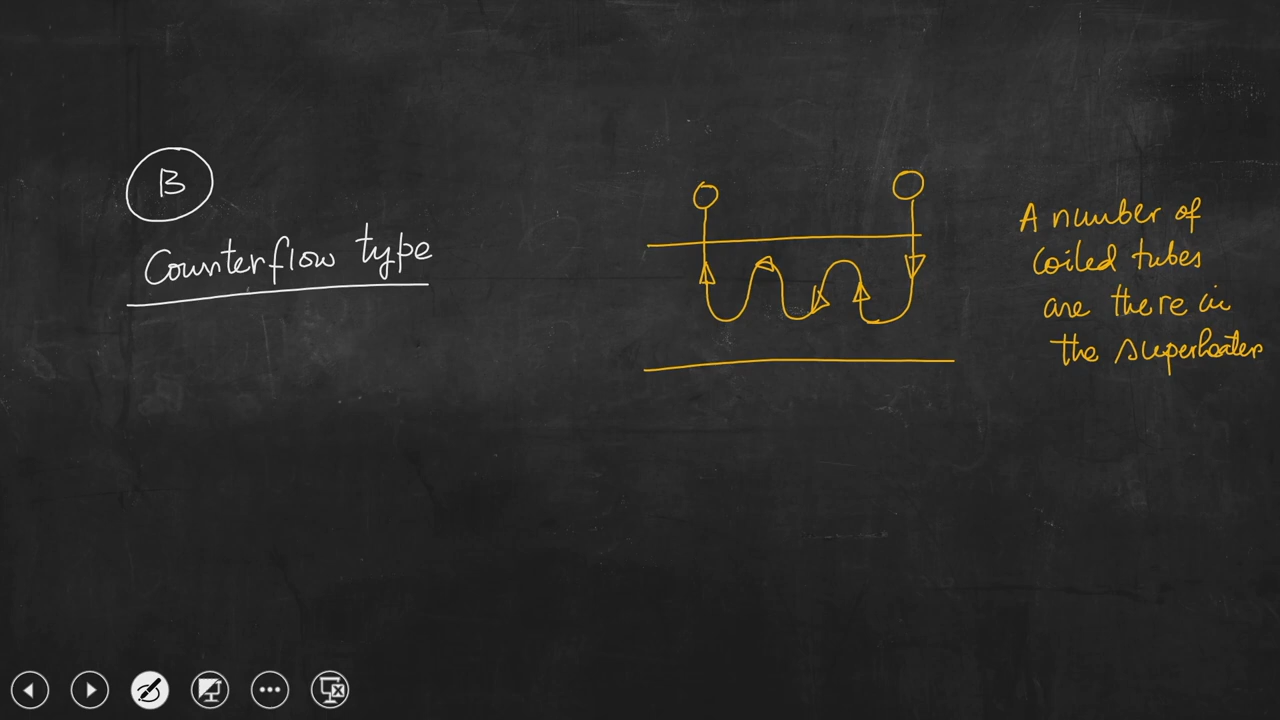 B
Counterflow type
A number of
coiled tubes
are there in
the superheater